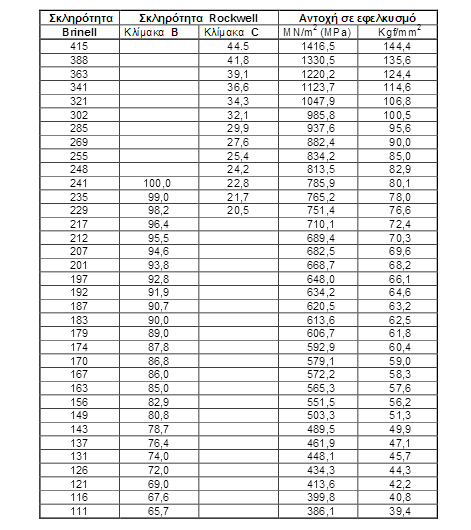 Σκληρότητα Σκληρότητα Rockwell Αντοχή σε εφελκυσμό
Brinell Κλίμακα B Κλίμακα C MN/m² (MPa) Kgf/mm²
415 44.5 1416,5 144,4
388 41,8 1330,5 135,6
363 39,1 1220,2 124,4
341 36,6 1123,7 114,6
321 34,3 1047,9 106,8
302 32,1 985,8 100,5
285 29,9 937,6 95,6
269 27,6 882,4 90,0
255 25,4 834,2 85,0
248 24,2 813,5 82,9
241 100,0 22,8 785,9 80,1
235 99,0 21,7 765,2 78,0
229 98,2 20,5 751,4 76,6
217 96,4 710,1 72,4
212 95,5 689,4 70,3
207 94,6 682,5 69,6
201 93,8 668,7 68,2
197 92,8 648,0 66,1
192 91,9 634,2 64,6
187 90,7 620,5 63,2
183 90,0 613,6 62,5
179 89,0 606,7 61,8
174 87,8 592,9 60,4
170 86,8 579,1 59,0
167 86,0 572,2 58,3
163 85,0 565,3 57,6
156 82,9 551,5 56,2
149 80,8 503,3 51,3
143 78,7 489,5 49,9
137 76,4 461,9 47,1
131 74,0 448,1 45,7
126 72,0 434,3 44,3
121 69,0 413,6 42,2
116 67,6 399,8 40,8
111 65,7 386,1 39,4